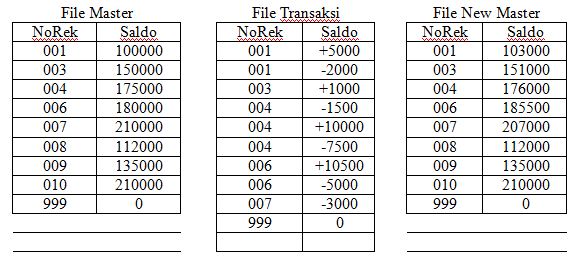 File Master File Transaksi File New Master
NoRek Saldo NoRek Saldo NoRek Saldo
001 100000 001 +5000 001 103000
003 150000 001 -2000 003 151000
004 175000 003 +1000 004 176000
006 180000 004 -1500 006 185500
007 210000 004 +10000 007 207000
008 112000 004 -7500 008 112000
009 135000 006 +10500 009 135000
010 210000 006 -5000 010 210000
999 0 007 -3000 999 0
999 0